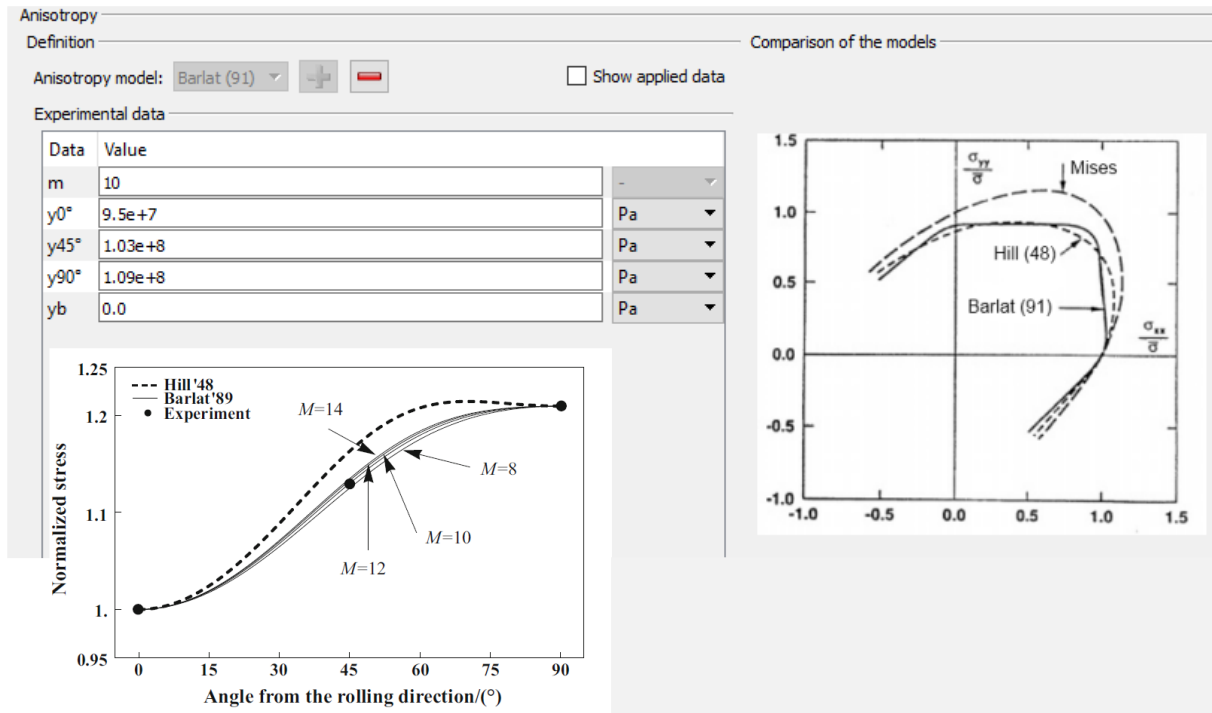 Anisotropy
Definition
Anisotropy model: Barlat (91)
Show applied data
Experimental data
Data Value
m 10 -
y0° 9.5e+7 Pa
y45° 1.03e+8 Pa
y90° 1.09e+8 Pa
yb 0.0 Pa
1.25
1.2
1.1
1.
0.95
Normalized stress
Hill'48
Barlat'89
Experiment
M=14
M=8
M=10
M=12
0 15 30 45 60 75 90
Angle from the rolling direction/(°)
Comparison of the models
1.5
1.0
0.5
0.0
-0.5
-1.0
σyy
σ̄
Mises
Hill (48)
Barlat (91)
σxx
σ̄
-1.0 -0.5 0.0 0.5 1.0 1.5